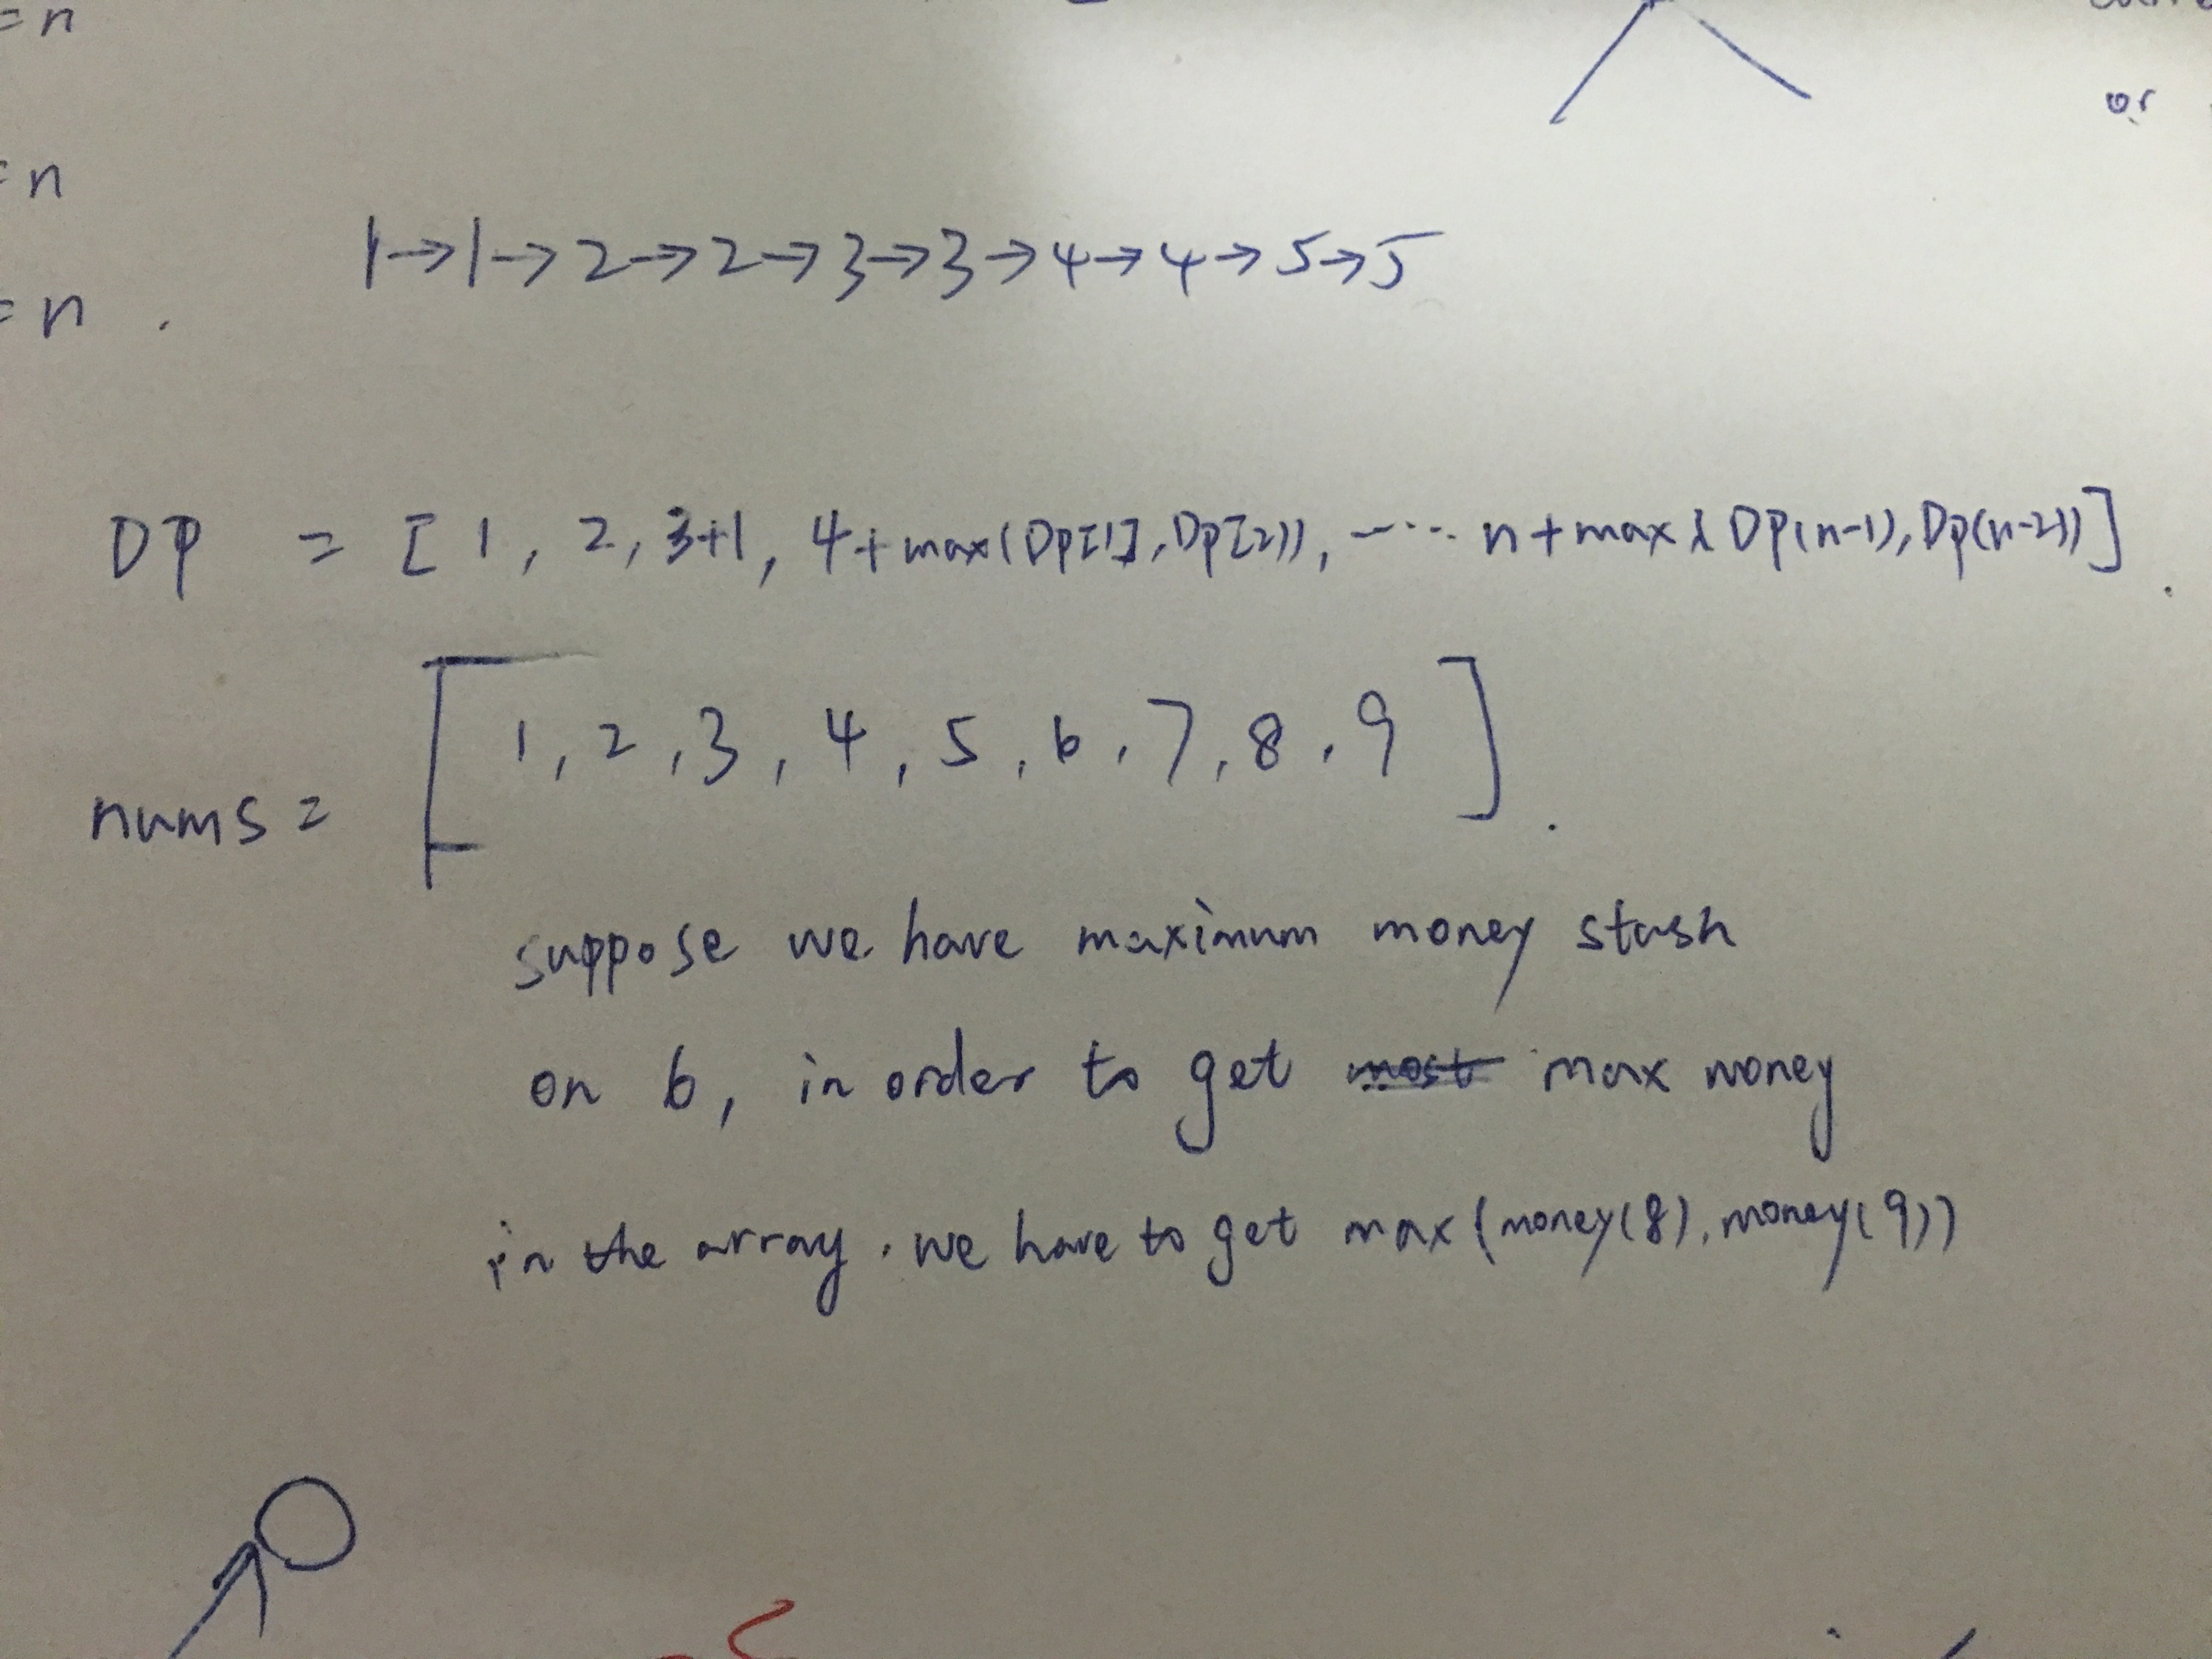 = n
= n
= n .
1→1→2→2→3→3→4→4→5→5
DP = [ 1, 2, 3+1, 4+max(DP[1], DP[2]), ---.. n + max(DP(n-1), DP(n-2))]
nums = [1, 2, 3, 4, 5, 6, 7, 8, 9].
suppose we have maximum money stash
on 6, in order to get most max money
in the array. we have to get max (money(8), money(9))